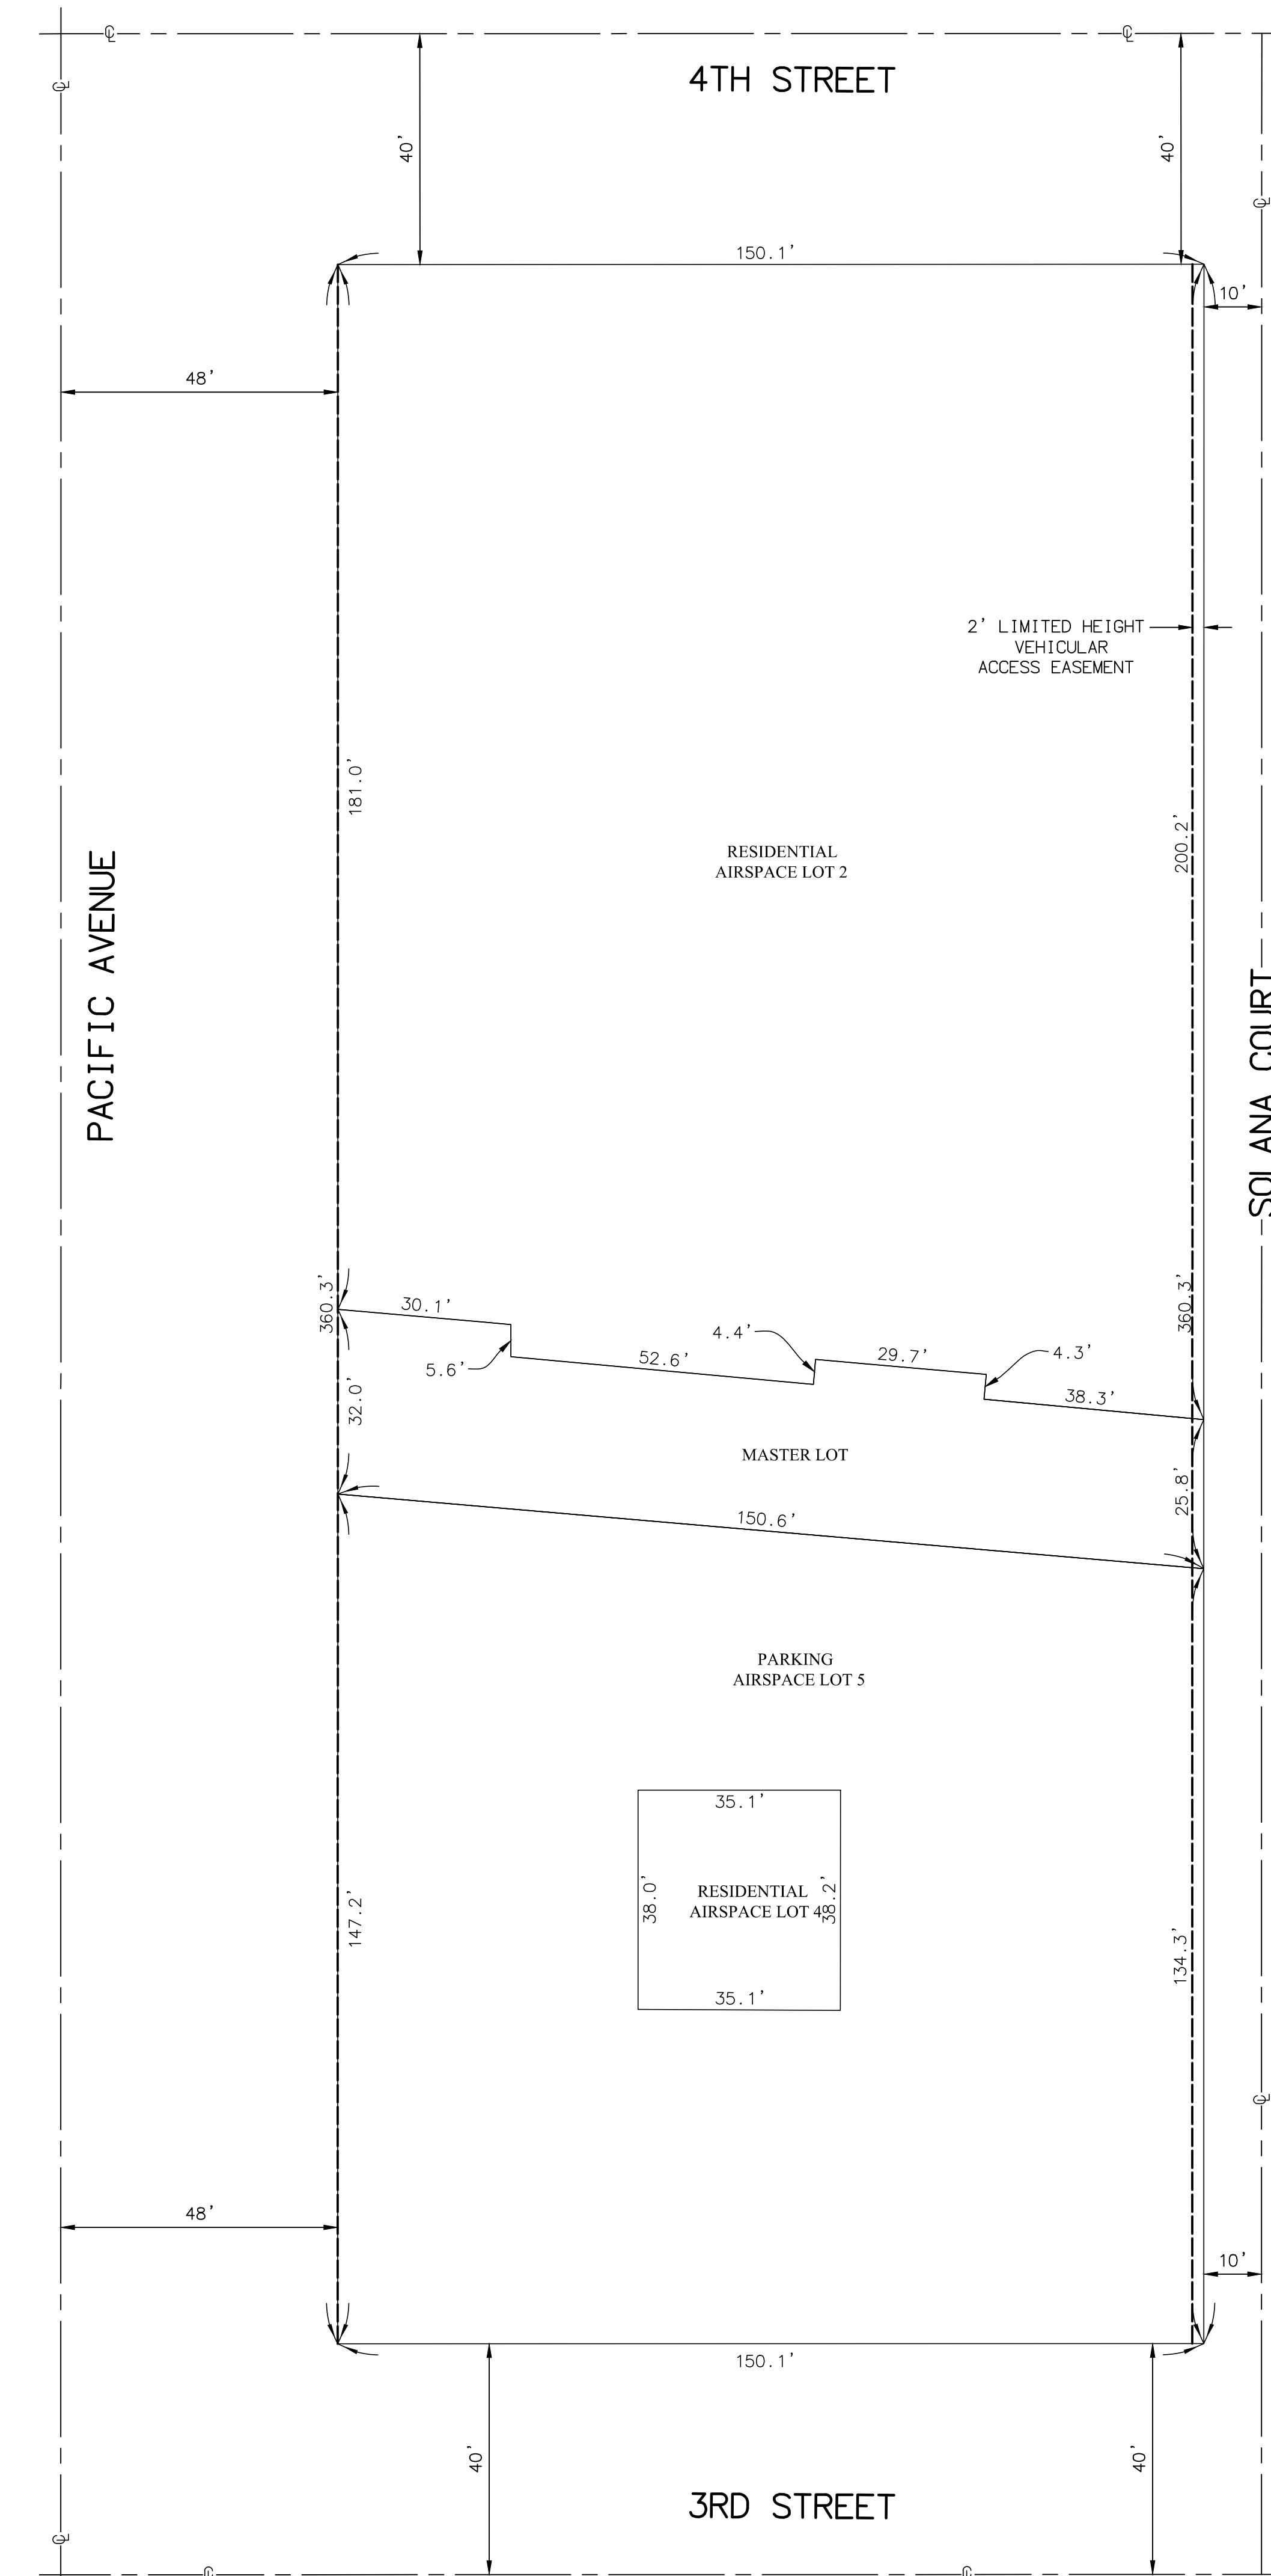 4TH STREET
40'
40'
150.1'
10'
48'
2' LIMITED HEIGHT
VEHICULAR
ACCESS EASEMENT
181.0'
200.2'
RESIDENTIAL
AIRSPACE LOT 2
PACIFIC AVENUE
SOLANA COURT
360.3'
30.1'
5.6'
52.6'
4.4'
29.7'
4.3'
38.3'
360.3'
32.0'
MASTER LOT
25.8'
150.6'
PARKING
AIRSPACE LOT 5
35.1'
38.0'
RESIDENTIAL
AIRSPACE LOT 4
38.2'
35.1'
147.2'
134.3'
48'
10'
150.1'
40'
40'
3RD STREET